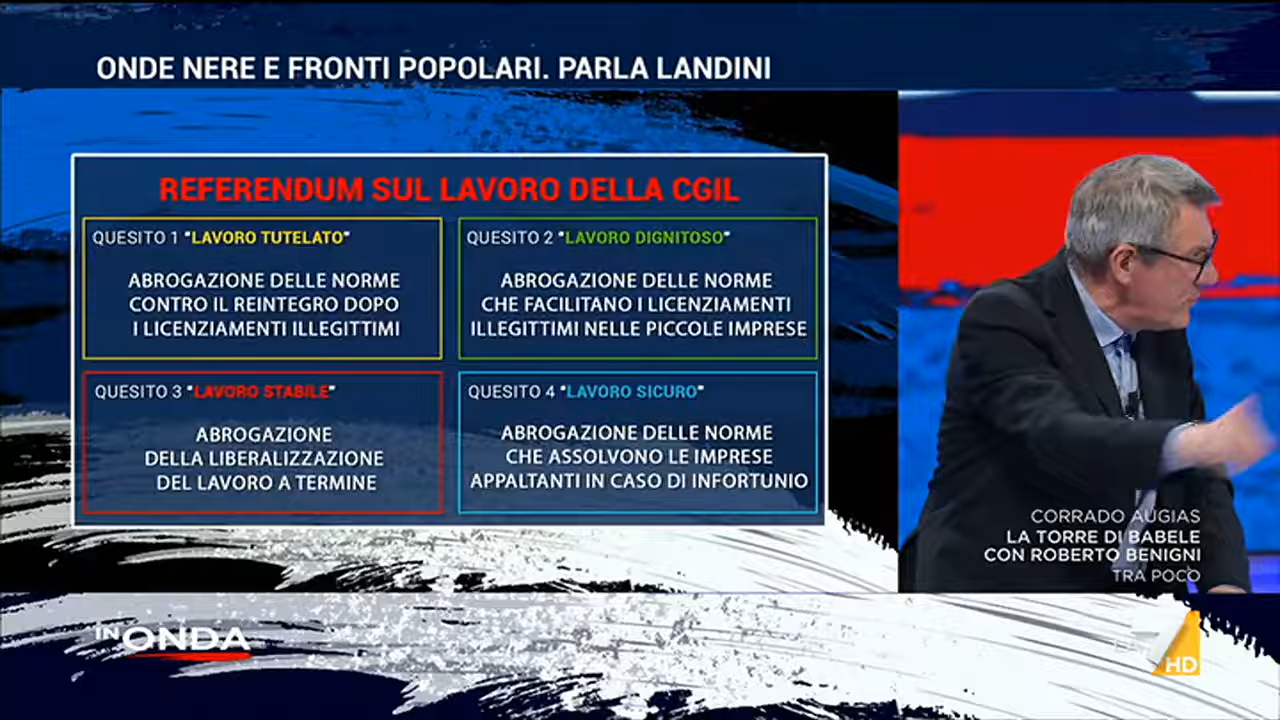 ONDE NERE E FRONTI POPOLARI. PARLA LANDINI
REFERENDUM SUL LAVORO DELLA CGIL
QUESITO 1 "LAVORO TUTELATO"
ABROGAZIONE DELLE NORME
CONTRO IL REINTEGRO DOPO
I LICENZIAMENTI ILLEGITTIMI
QUESITO 2 "LAVORO DIGNITOSO"
ABROGAZIONE DELLE NORME
CHE FACILITANO I LICENZIAMENTI
ILLEGITTIMI NELLE PICCOLE IMPRESE
QUESITO 3 "LAVORO STABILE"
ABROGAZIONE
DELLA LIBERALIZZAZIONE
DEL LAVORO A TERMINE
QUESITO 4 "LAVORO SICURO"
ABROGAZIONE DELLE NORME
CHE ASSOLVONO LE IMPRESE
APPALTANTI IN CASO DI INFORTUNIO
CORRADO AUGIAS
LA TORRE DI BABELE
CON ROBERTO BENIGNI
TRA POCO
IN ONDA
7 HD